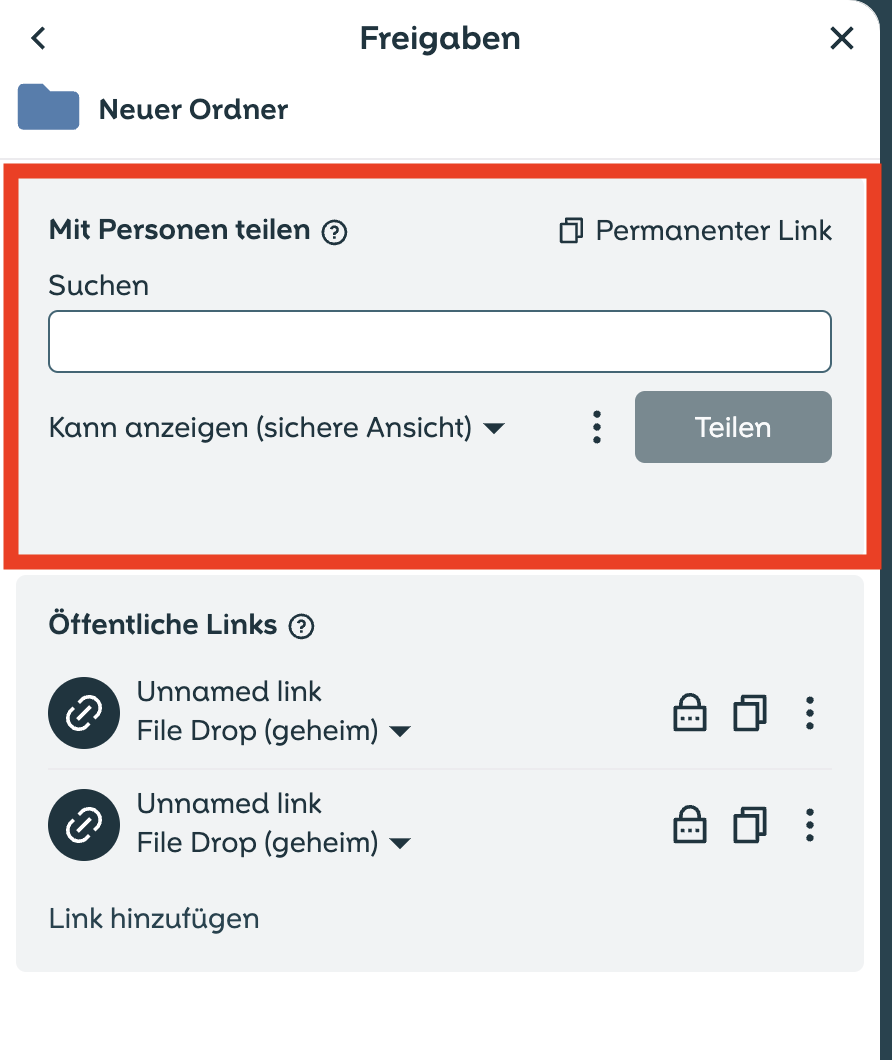 Freigaben
Neuer Ordner
Mit Personen teilen
Permanenter Link
Suchen
Kann anzeigen (sichere Ansicht)
Teilen
Öffentliche Links
Unnamed link
File Drop (geheim)
Unnamed link
File Drop (geheim)
Link hinzufügen